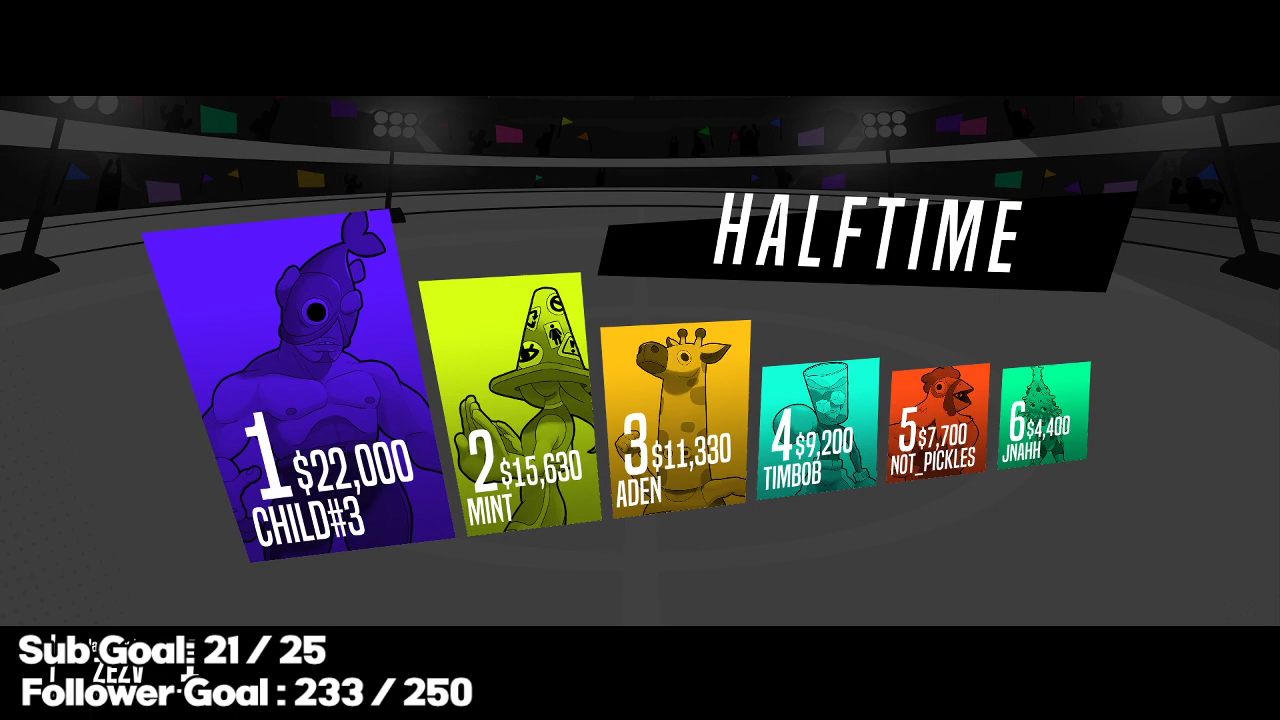 HALFTIME
1 $22,000
CHILD#3
2 $15,630
MINT
3 $11,330
ADEN
4 $9,200
TIMBOB
5 $7,700
NOT_PICKLES
6 $4,400
JNAHH
Sub Goal: 21 / 25
Follower Goal : 233 / 250